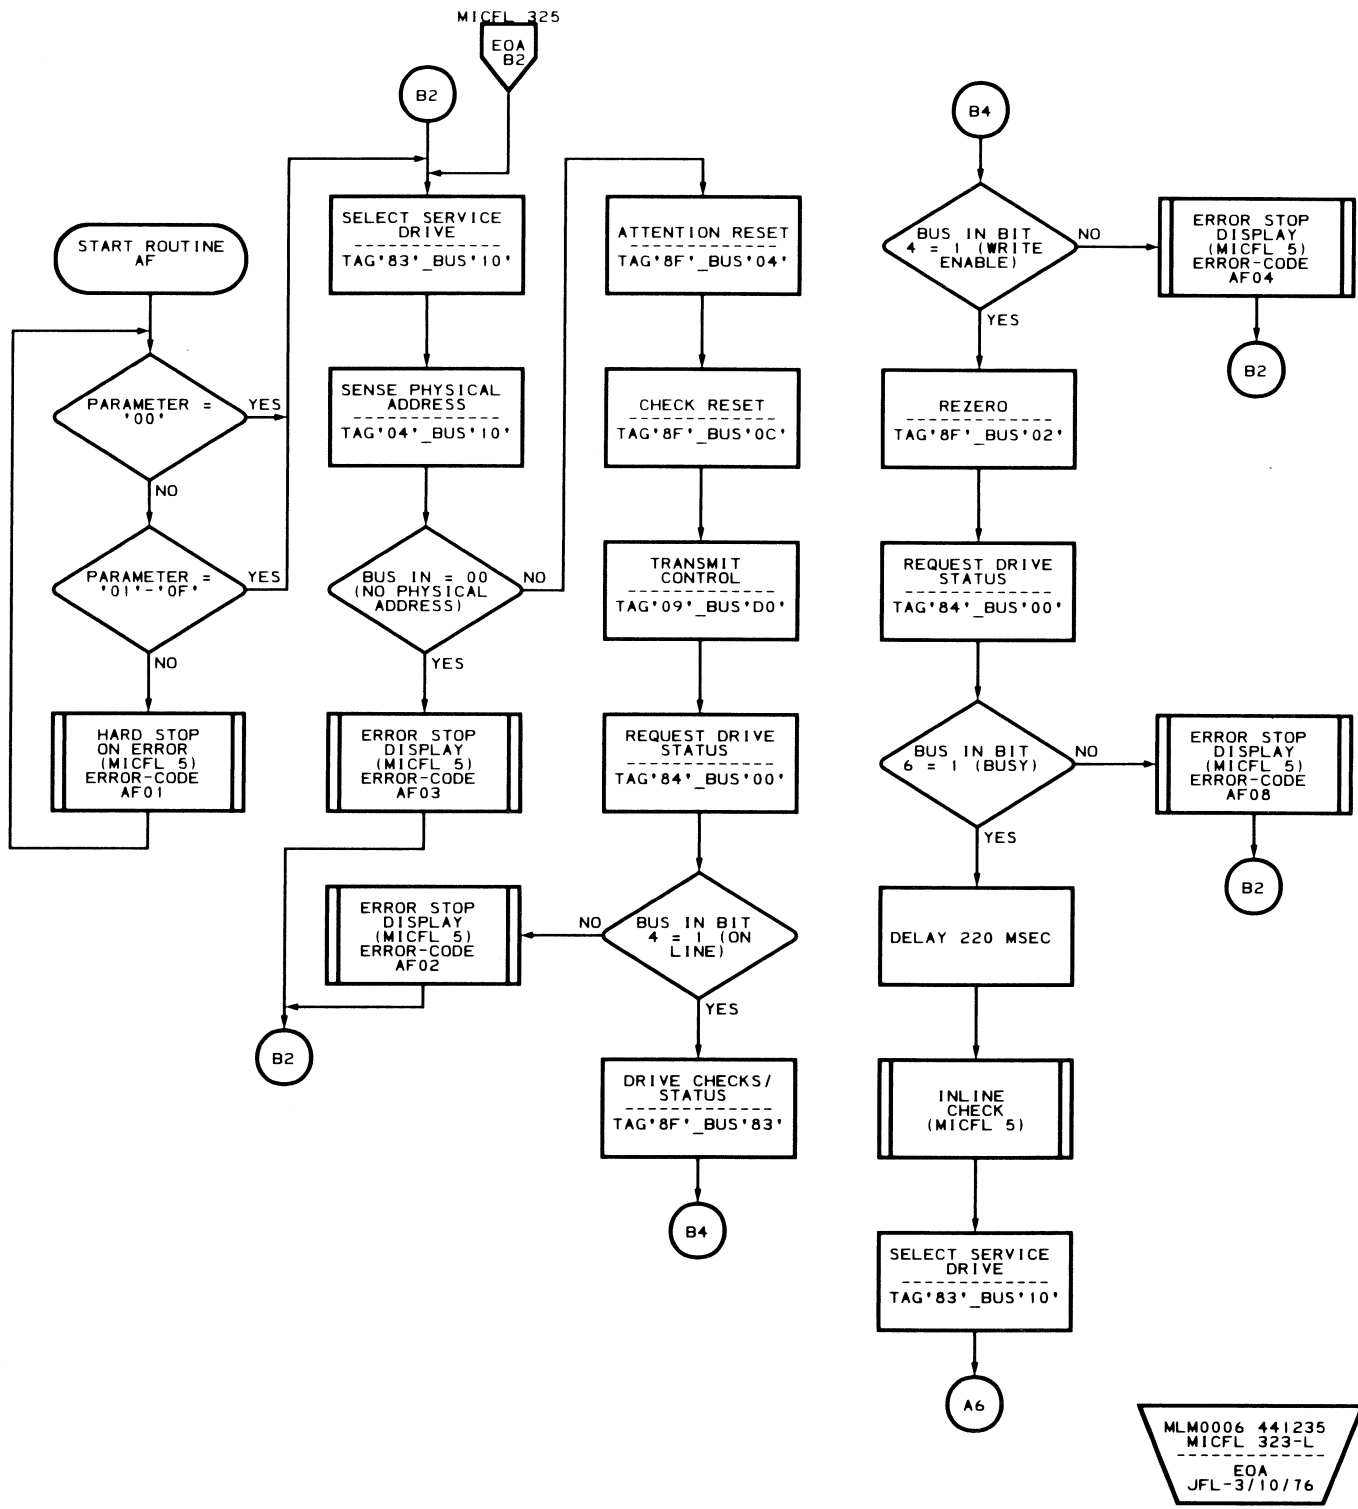 MICFL 325
EOA
B2
B2
START ROUTINE
AF
PARAMETER =
'00'
YES
NO
PARAMETER =
'01'-'0F'
YES
NO
HARD STOP
ON ERROR
(MICFL 5)
ERROR-CODE
AF01
SELECT SERVICE
DRIVE
TAG'83'_BUS'10'
SENSE PHYSICAL
ADDRESS
TAG'04'_BUS'10'
BUS IN = 00
(NO PHYSICAL
ADDRESS)
NO
YES
ERROR STOP
DISPLAY
(MICFL 5)
ERROR-CODE
AF03
ERROR STOP
DISPLAY
(MICFL 5)
ERROR-CODE
AF02
B2
ATTENTION RESET
TAG'8F'_BUS'04'
CHECK RESET
TAG'8F'_BUS'0C'
TRANSMIT
CONTROL
TAG'09'_BUS'D0'
REQUEST DRIVE
STATUS
TAG'84'_BUS'00'
BUS IN BIT
4 = 1 (ON
LINE)
NO
YES
DRIVE CHECKS/
STATUS
TAG'8F'_BUS'83'
B4
B4
BUS IN BIT
4 = 1 (WRITE
ENABLE)
NO
YES
ERROR STOP
DISPLAY
(MICFL 5)
ERROR-CODE
AF04
B2
REZERO
TAG'8F'_BUS'02'
REQUEST DRIVE
STATUS
TAG'84'_BUS'00'
BUS IN BIT
6 = 1 (BUSY)
NO
YES
ERROR STOP
DISPLAY
(MICFL 5)
ERROR-CODE
AF08
B2
DELAY 220 MSEC
INLINE
CHECK
(MICFL 5)
SELECT SERVICE
DRIVE
TAG'83'_BUS'10'
A6
MLM0006 441235
MICFL 323-L
EOA
JFL-3/10/76